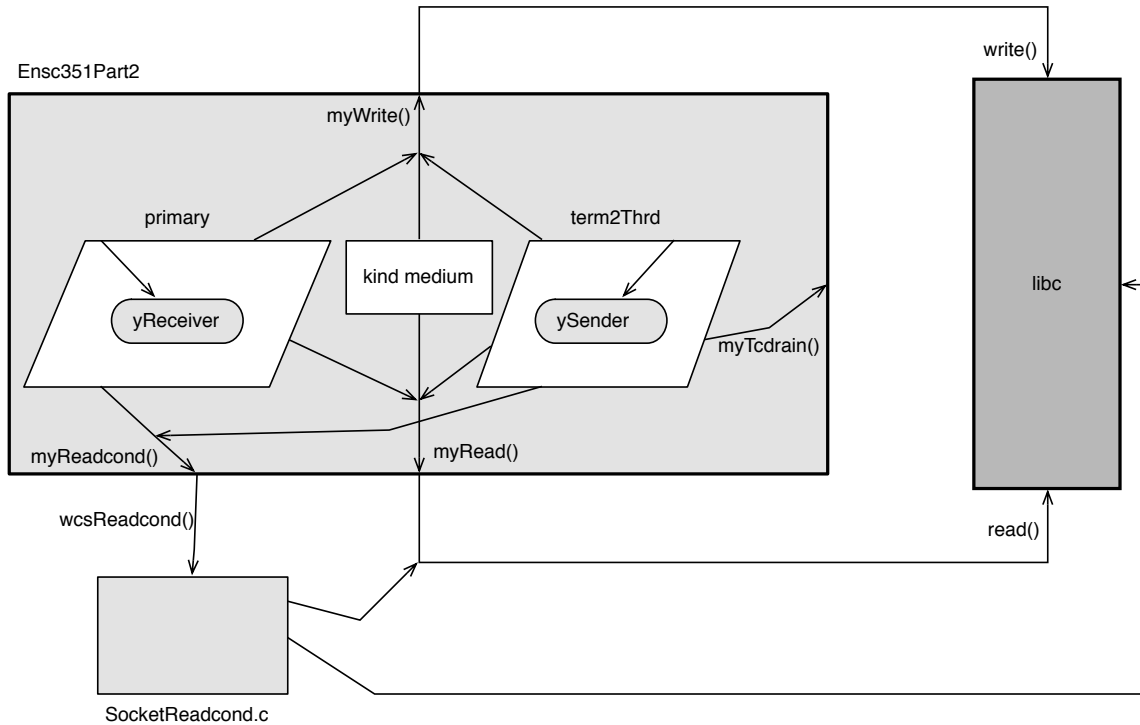 write()
Ensc351Part2
myWrite()
primary
term2Thrd
kind medium
libc
yReceiver
ySender
myTcdrain()
myReadcond()
myRead()
wcsReadcond()
read()
SocketReadcond.c